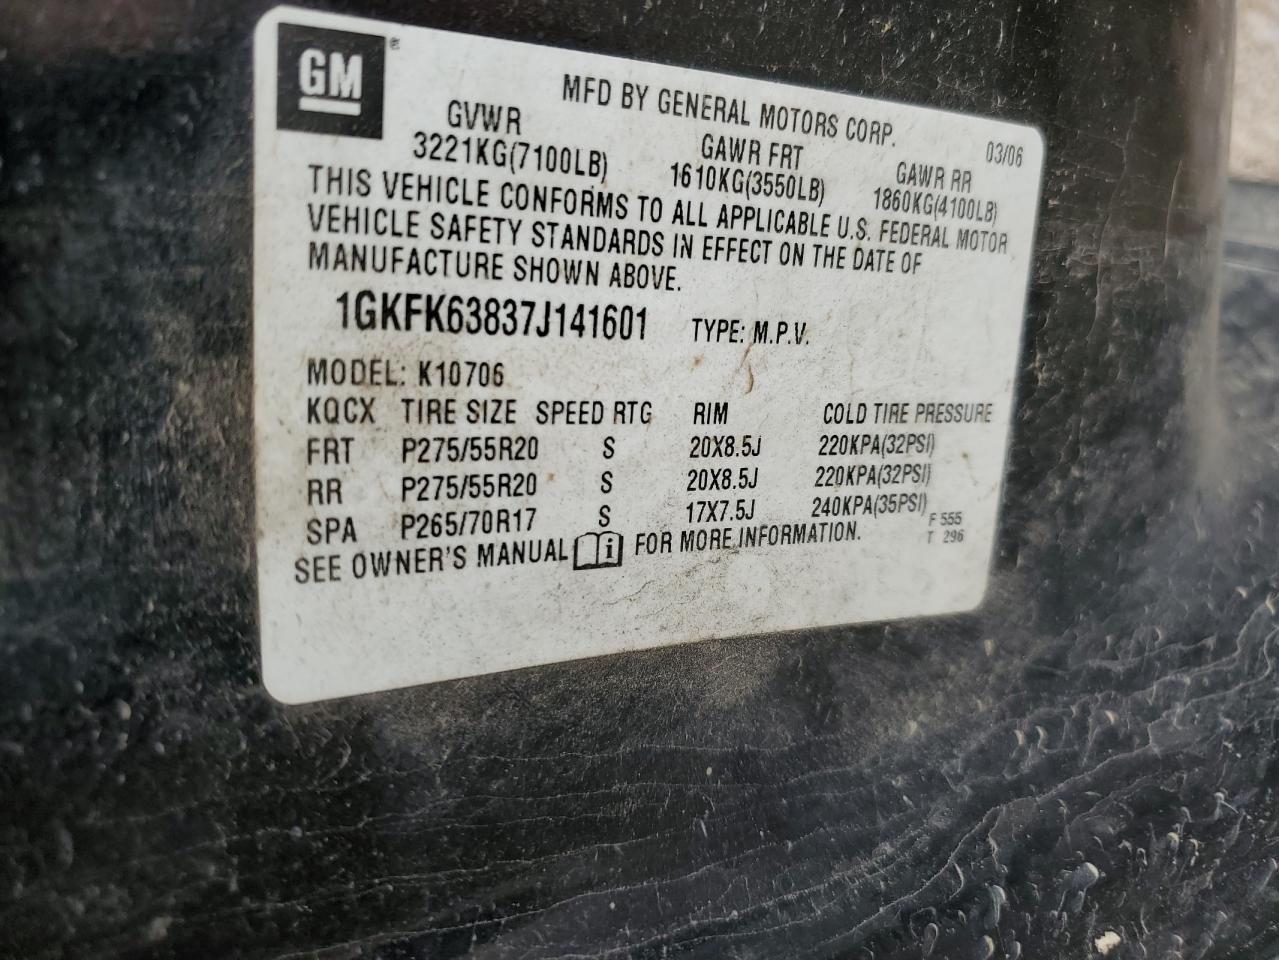 GM®
MFD BY GENERAL MOTORS CORP.
03/06
GVWR GAWR FRT GAWR RR
3221KG(7100LB) 1610KG(3550LB) 1860KG(4100LB)
THIS VEHICLE CONFORMS TO ALL APPLICABLE U.S. FEDERAL MOTOR
VEHICLE SAFETY STANDARDS IN EFFECT ON THE DATE OF
MANUFACTURE SHOWN ABOVE.
1GKFK63837J141601 TYPE: M.P.V.
MODEL: K10706
KQCX TIRE SIZE SPEED RTG RIM COLD TIRE PRESSURE
FRT P275/55R20 S 20X8.5J 220KPA(32PSI)
RR P275/55R20 S 20X8.5J 220KPA(32PSI)
SPA P265/70R17 S 17X7.5J 240KPA(35PSI)
SEE OWNER'S MANUAL i FOR MORE INFORMATION.
F 555
T 296